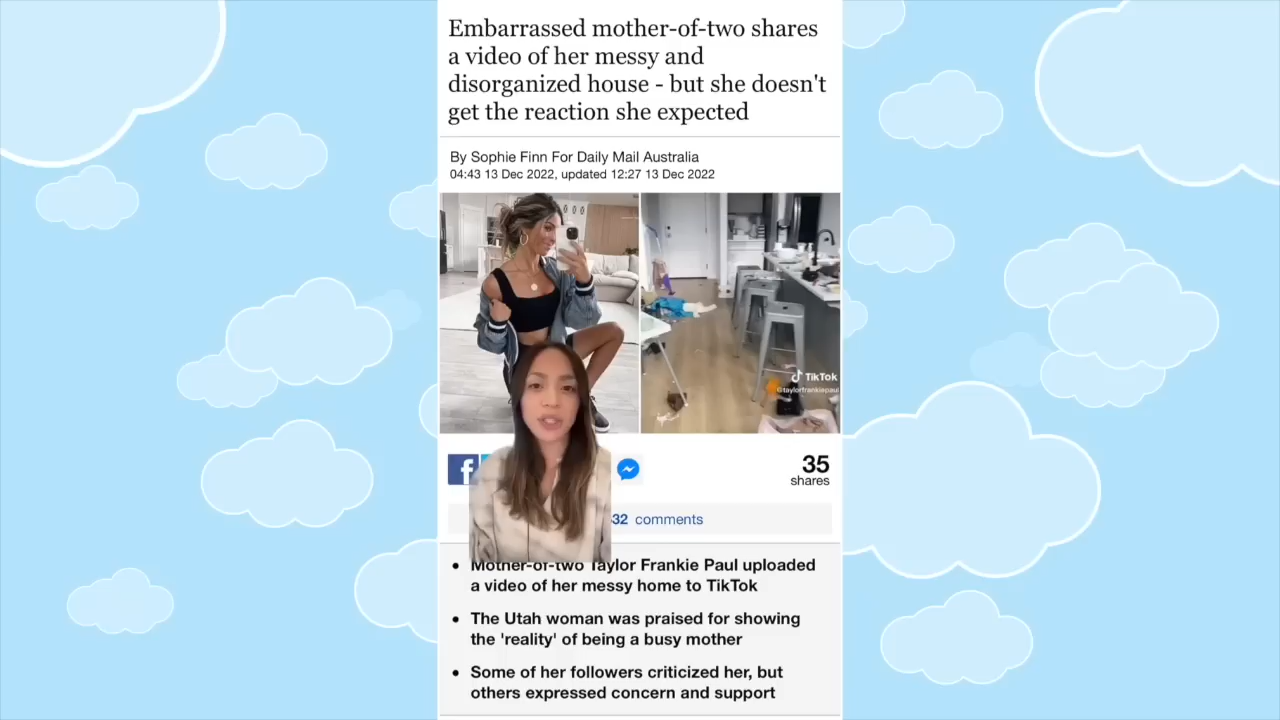 Embarrassed mother-of-two shares
a video of her messy and
disorganized house - but she doesn't
get the reaction she expected
By Sophie Finn For Daily Mail Australia
04:43 13 Dec 2022, updated 12:27 13 Dec 2022
TikTok
@taylorfrankiepaul
f
35
shares
32 comments
• Mother-of-two Taylor Frankie Paul uploaded
a video of her messy home to TikTok
• The Utah woman was praised for showing
the 'reality' of being a busy mother
• Some of her followers criticized her, but
others expressed concern and support